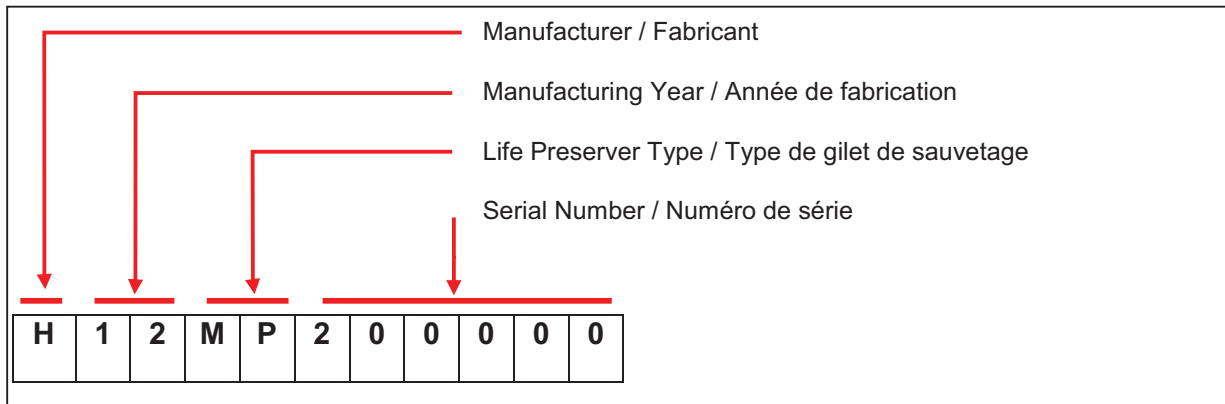 Manufacturer / Fabricant
Manufacturing Year / Année de fabrication
Life Preserver Type / Type de gilet de sauvetage
Serial Number / Numéro de série
H 1 2 M P 2 0 0 0 0 0